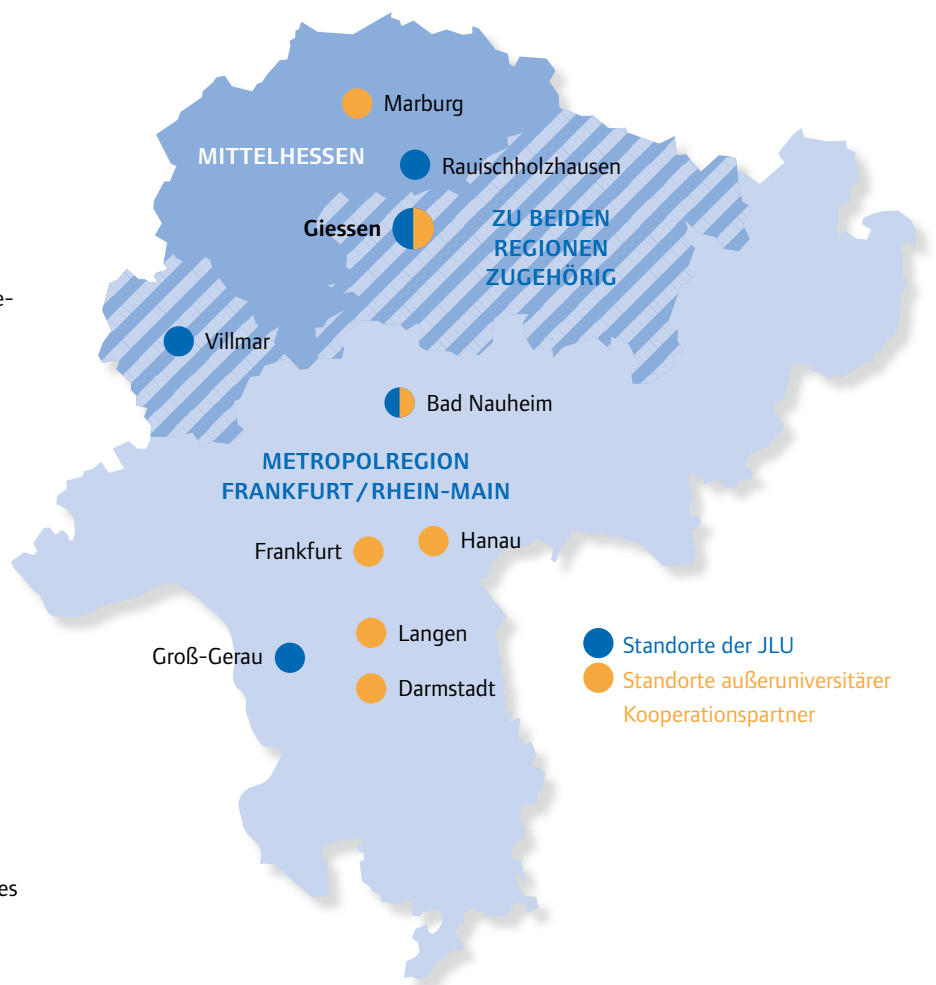 Marburg
MITTELHESSEN
Rauischholzhausen
Giessen
ZU BEIDEN
REGIONEN
ZUGEHÖRIG
e-
Villmar
Bad Nauheim
METROPOLREGION
FRANKFURT / RHEIN-MAIN
Frankfurt
Hanau
Langen
Groß-Gerau
Darmstadt
Standorte der JLU
Standorte außeruniversitärer
Kooperationspartner
es